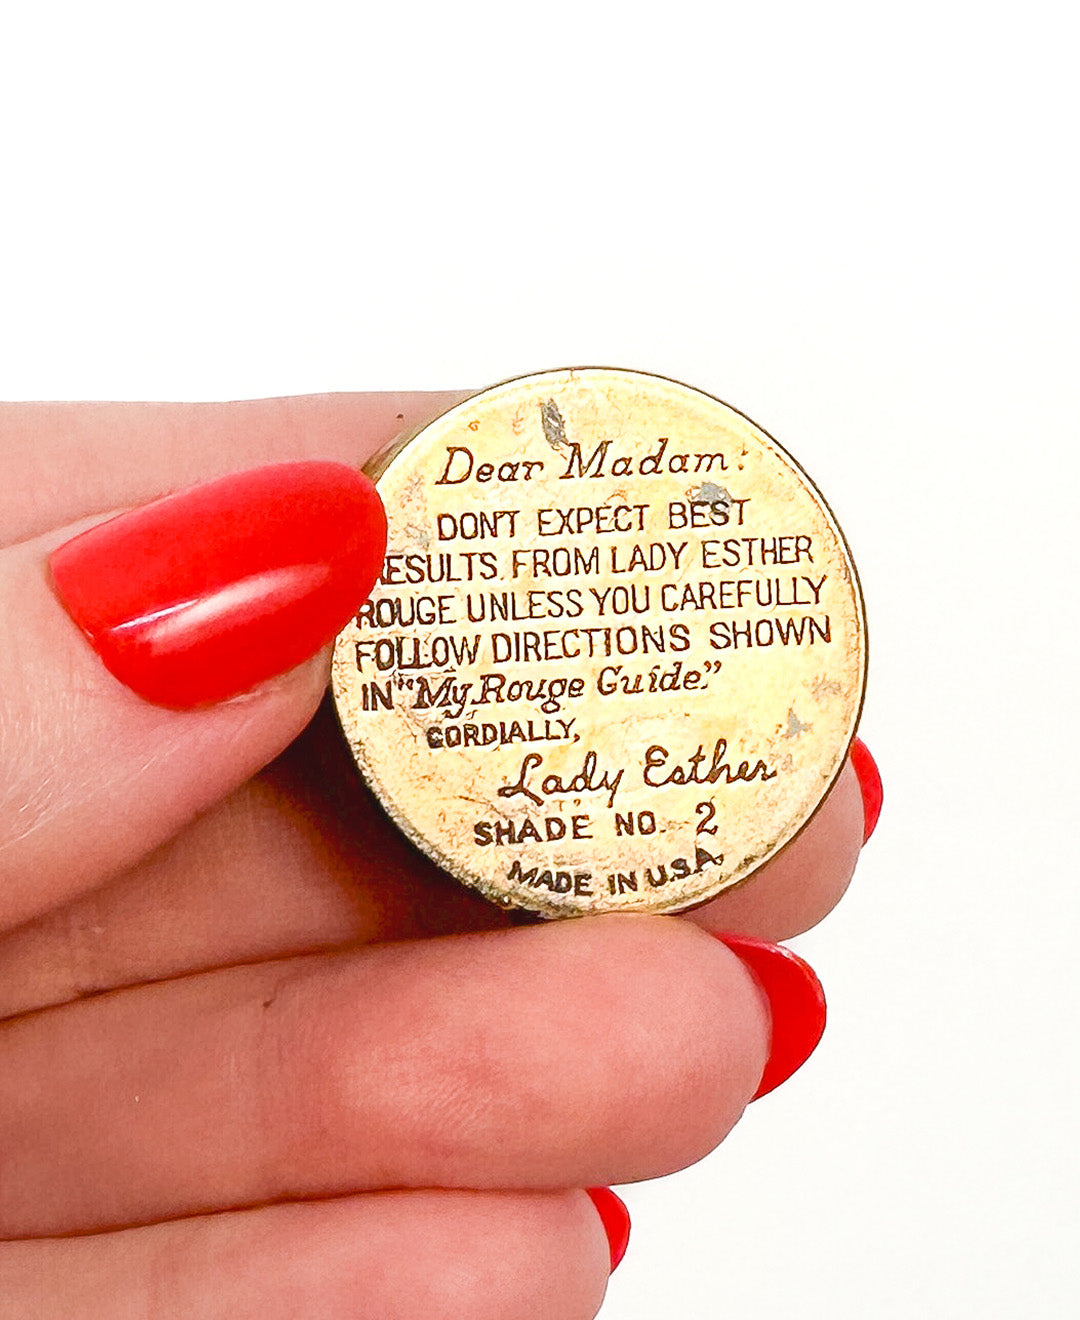 Dear Madam:
DON'T EXPECT BEST
RESULTS FROM LADY ESTHER
ROUGE UNLESS YOU CAREFULLY
FOLLOW DIRECTIONS SHOWN
IN "My Rouge Guide."
CORDIALLY,
Lady Esther
SHADE NO. 2
MADE IN U.S.A.